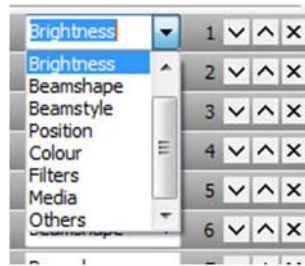 Brightness 1
Brightness 2
Beamshape
Beamstyle 3
Position
Colour 4
Filters
Media 5
Others
6